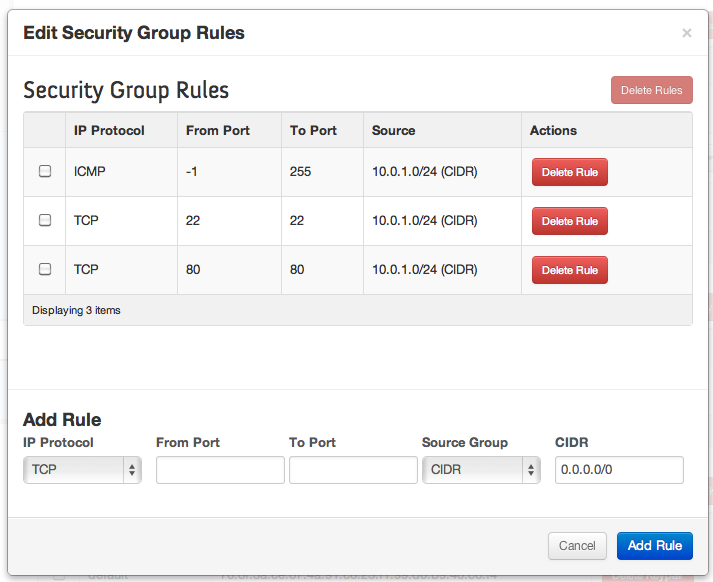 Edit Security Group Rules ×
Security Group Rules Delete Rules
IP Protocol From Port To Port Source Actions
ICMP -1 255 10.0.1.0/24 (CIDR) Delete Rule
TCP 22 22 10.0.1.0/24 (CIDR) Delete Rule
TCP 80 80 10.0.1.0/24 (CIDR) Delete Rule
Displaying 3 items
Add Rule
IP Protocol From Port To Port Source Group CIDR
TCP CIDR 0.0.0.0/0
Cancel Add Rule
default